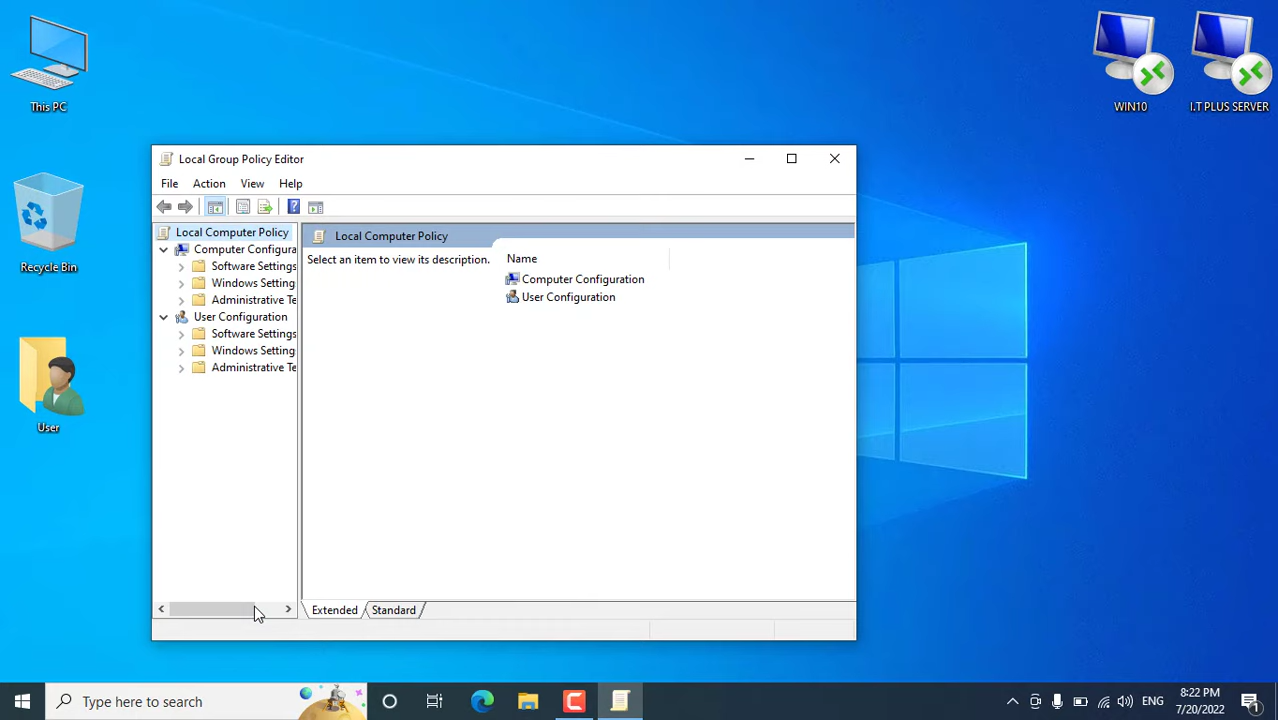 This PC
Recycle Bin
User
WIN10
I.T PLUS SERVER
Local Group Policy Editor
File Action View Help
Local Computer Policy
Computer Configura
Software Settings
Windows Setting
Administrative Te
User Configuration
Software Settings
Windows Setting
Administrative Te
Local Computer Policy
Select an item to view its description.
Name
Computer Configuration
User Configuration
Extended Standard
Type here to search
ENG
8:22 PM
7/20/2022
1